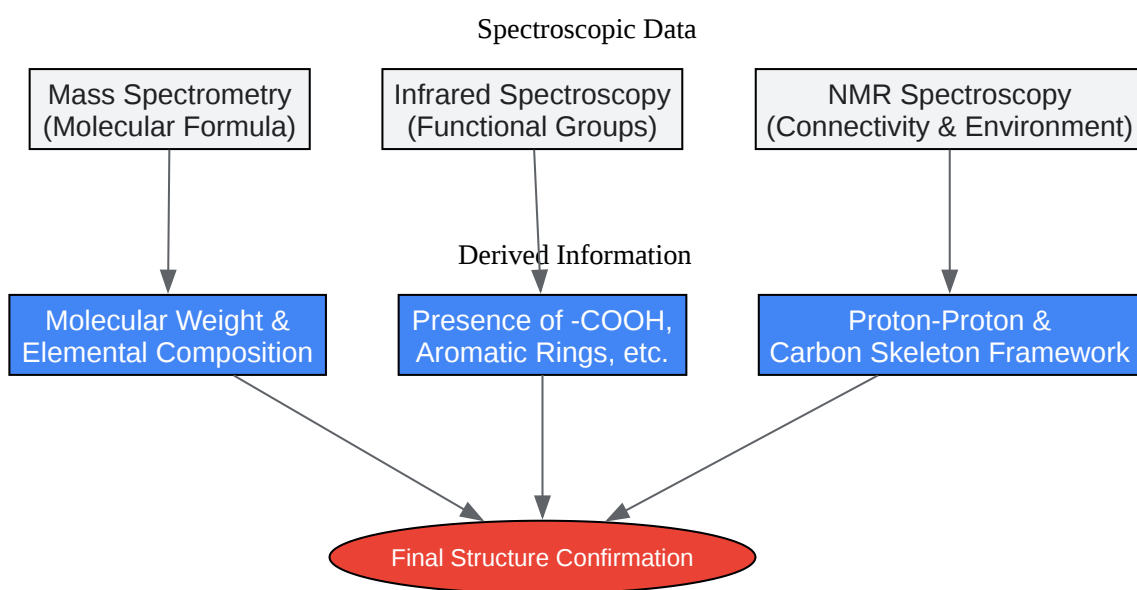 Spectroscopic Data
Mass Spectrometry
(Molecular Formula)
Infrared Spectroscopy
(Functional Groups)
NMR Spectroscopy
(Connectivity & Environment)
Derived Information
Molecular Weight &
Elemental Composition
Presence of -COOH,
Aromatic Rings, etc.
Proton-Proton &
Carbon Skeleton Framework
Final Structure Confirmation